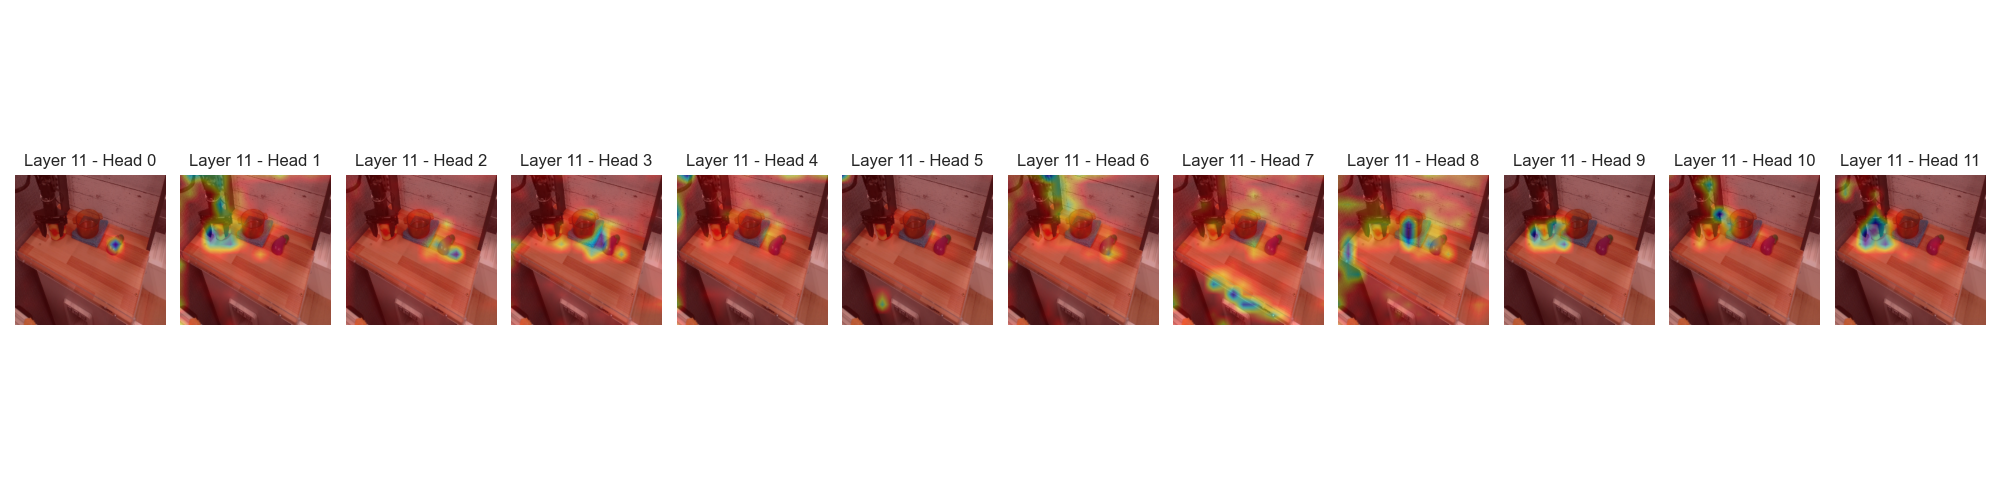 Layer 11 - Head 0
Layer 11 - Head 1
Layer 11 - Head 2
Layer 11 - Head 3
Layer 11 - Head 4
Layer 11 - Head 5
Layer 11 - Head 6
Layer 11 - Head 7
Layer 11 - Head 8
Layer 11 - Head 9
Layer 11 - Head 10
Layer 11 - Head 11